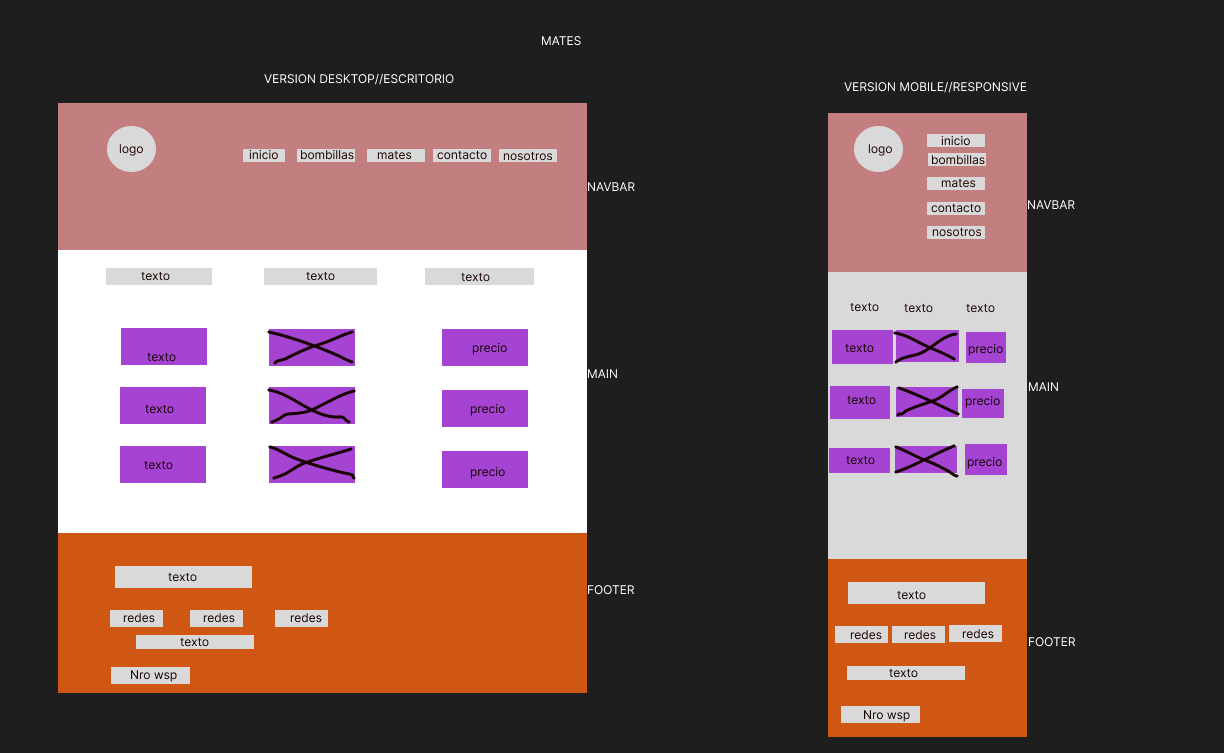 MATES
VERSION DESKTOP//ESCRITORIO
logo
inicio bombillas mates contacto nosotros
NAVBAR
texto texto texto
texto precio
texto precio
texto precio
MAIN
texto
redes redes redes
texto
Nro wsp
FOOTER
VERSION MOBILE//RESPONSIVE
logo
inicio
bombillas
mates
contacto
nosotros
NAVBAR
texto texto texto
texto precio
texto precio
texto precio
MAIN
texto
redes redes redes
texto
Nro wsp
FOOTER